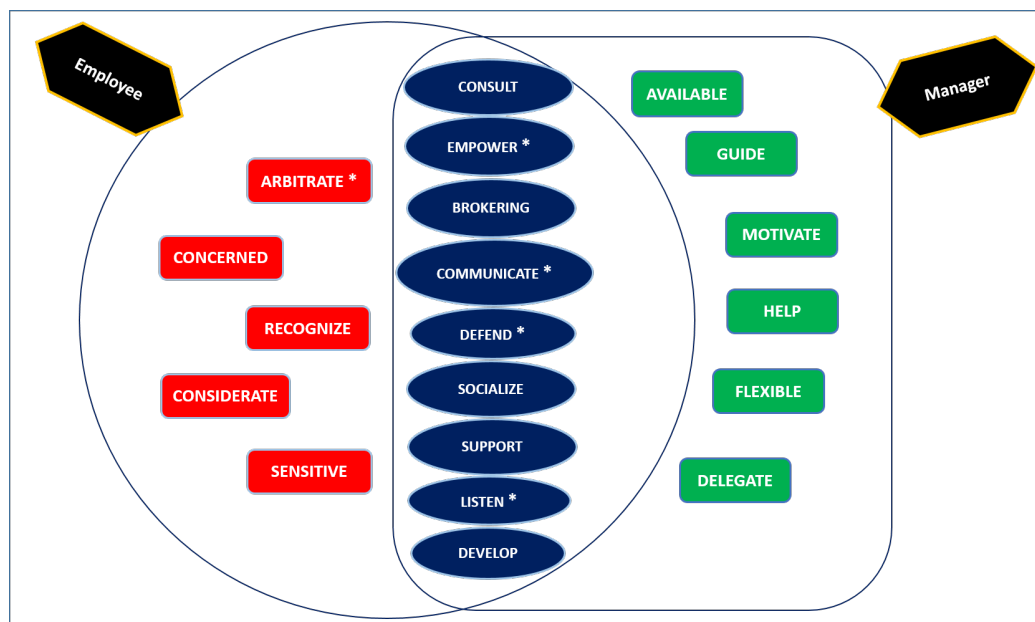 Employee
Manager
ARBITRATE *
CONCERNED
RECOGNIZE
CONSIDERATE
SENSITIVE
CONSULT
EMPOWER *
BROKERING
COMMUNICATE *
DEFEND *
SOCIALIZE
SUPPORT
LISTEN *
DEVELOP
AVAILABLE
GUIDE
MOTIVATE
HELP
FLEXIBLE
DELEGATE